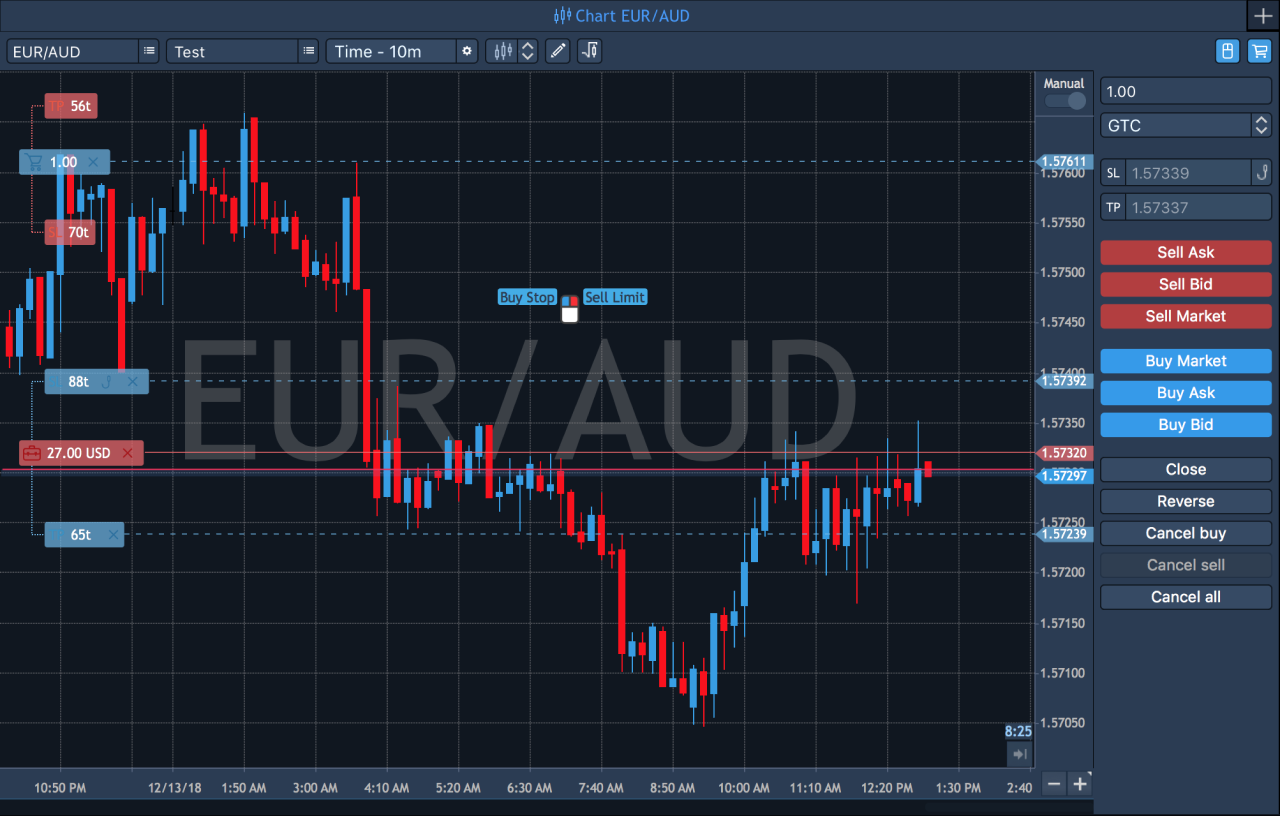 Chart EUR/AUD
EUR/AUD
Test
Time - 10m
Manual
1.00
GTC
SL 1.57339
TP 1.57337
Sell Ask
Sell Bid
Sell Market
Buy Market
Buy Ask
Buy Bid
Close
Reverse
Cancel buy
Cancel sell
Cancel all
TP 56t
1.00
70t
88t
27.00 USD
65t
Buy Stop
Sell Limit
EUR/AUD
1.57611
1.57600
1.57550
1.57500
1.57450
1.57400
1.57392
1.57350
1.57320
1.57297
1.57250
1.57239
1.57200
1.57150
1.57100
1.57050
8:25
10:50 PM 12/13/18 1:50 AM 3:00 AM 4:10 AM 5:20 AM 6:30 AM 7:40 AM 8:50 AM 10:00 AM 11:10 AM 12:20 PM 1:30 PM 2:40